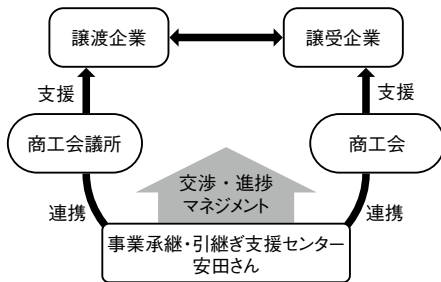 譲渡企業
譲受企業
支援
支援
商工会議所
商工会
交渉・進捗
マネジメント
連携
連携
事業承継・引継ぎ支援センター
安田さん